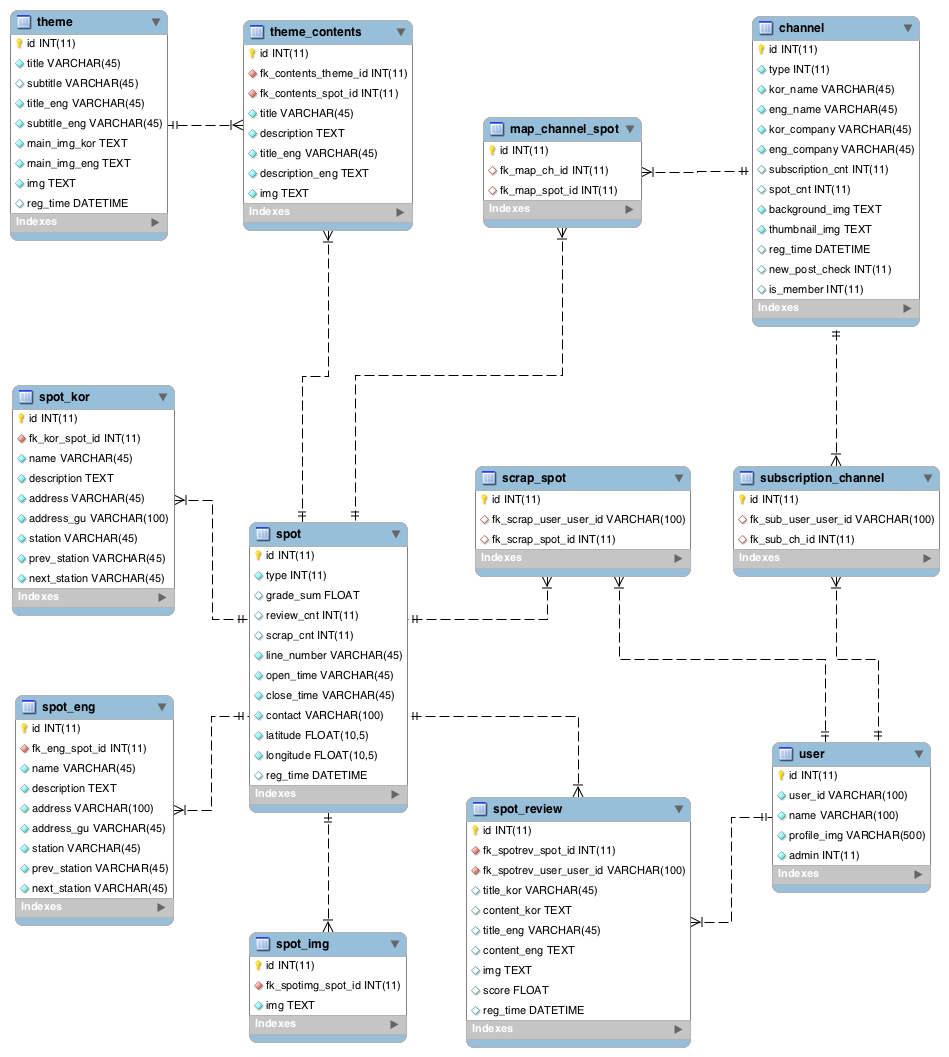 theme
id INT(11)
title VARCHAR(45)
subtitle VARCHAR(45)
title_eng VARCHAR(45)
subtitle_eng VARCHAR(45)
main_img_kor TEXT
main_img_eng TEXT
img TEXT
reg_time DATETIME
Indexes
theme_contents
id INT(11)
fk_contents_theme_id INT(11)
fk_contents_spot_id INT(11)
title VARCHAR(45)
description TEXT
title_eng VARCHAR(45)
description_eng TEXT
img TEXT
Indexes
map_channel_spot
id INT(11)
fk_map_ch_id INT(11)
fk_map_spot_id INT(11)
Indexes
channel
id INT(11)
type INT(11)
kor_name VARCHAR(45)
eng_name VARCHAR(45)
kor_company VARCHAR(45)
eng_company VARCHAR(45)
subscription_cnt INT(11)
spot_cnt INT(11)
background_img TEXT
thumbnail_img TEXT
reg_time DATETIME
new_post_check INT(11)
is_member INT(11)
Indexes
spot_kor
id INT(11)
fk_kor_spot_id INT(11)
name VARCHAR(45)
description TEXT
address VARCHAR(45)
address_gu VARCHAR(100)
station VARCHAR(45)
prev_station VARCHAR(45)
next_station VARCHAR(45)
Indexes
spot
id INT(11)
type INT(11)
grade_sum FLOAT
review_cnt INT(11)
scrap_cnt INT(11)
line_number VARCHAR(45)
open_time VARCHAR(45)
close_time VARCHAR(45)
contact VARCHAR(100)
latitude FLOAT(10,5)
longitude FLOAT(10,5)
reg_time DATETIME
Indexes
scrap_spot
id INT(11)
fk_scrap_user_user_id VARCHAR(100)
fk_scrap_spot_id INT(11)
Indexes
subscription_channel
id INT(11)
fk_sub_user_user_id VARCHAR(100)
fk_sub_ch_id INT(11)
Indexes
spot_eng
id INT(11)
fk_eng_spot_id INT(11)
name VARCHAR(45)
description TEXT
address VARCHAR(100)
address_gu VARCHAR(45)
station VARCHAR(45)
prev_station VARCHAR(45)
next_station VARCHAR(45)
Indexes
spot_img
id INT(11)
fk_spotimg_spot_id INT(11)
img TEXT
Indexes
spot_review
id INT(11)
fk_spotrev_spot_id INT(11)
fk_spotrev_user_user_id VARCHAR(100)
title_kor VARCHAR(45)
content_kor TEXT
title_eng VARCHAR(45)
content_eng TEXT
img TEXT
score FLOAT
reg_time DATETIME
Indexes
user
id INT(11)
user_id VARCHAR(100)
name VARCHAR(100)
profile_img VARCHAR(500)
admin INT(11)
Indexes